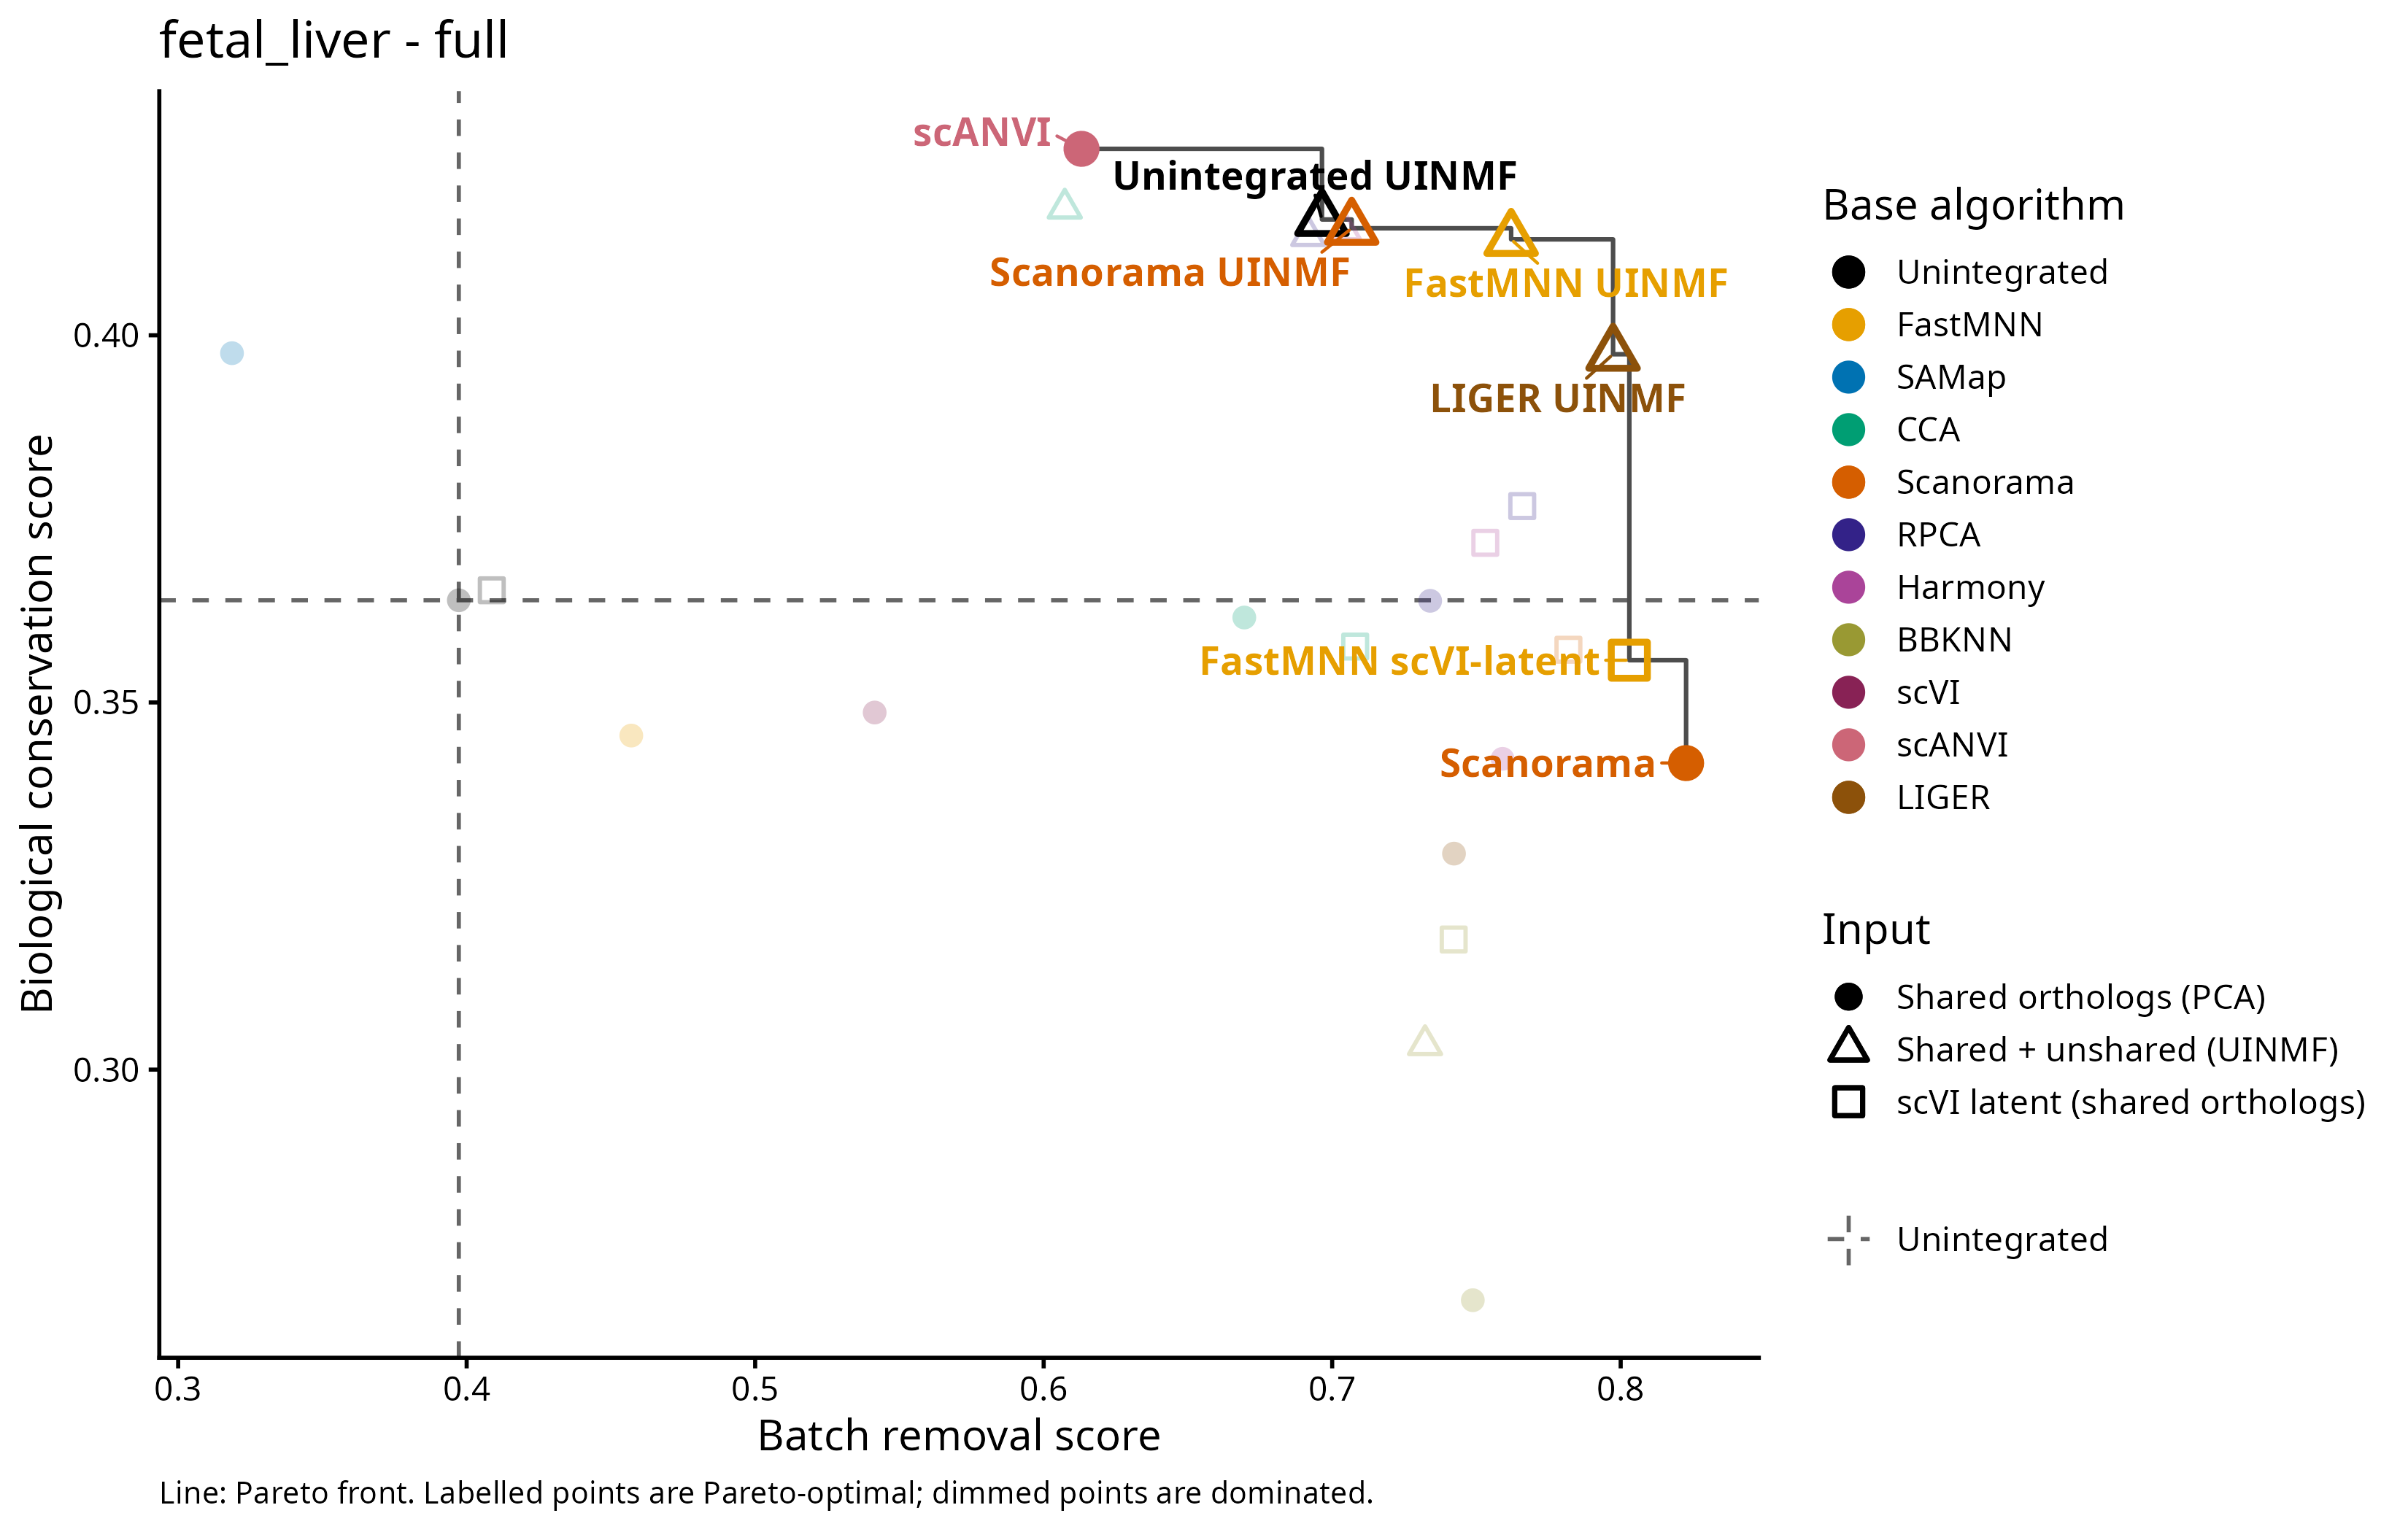 fetal_liver - full
scANVI
Unintegrated UINMF
Scanorama UINMF
FastMNN UINMF
LIGER UINMF
FastMNN scVI-latent
Scanorama
Biological conservation score
0.40
0.35
0.30
0.3
0.4
0.5
0.6
0.7
0.8
Batch removal score
Line: Pareto front. Labelled points are Pareto-optimal; dimmed points are dominated.
Base algorithm
Unintegrated
FastMNN
SAMap
CCA
Scanorama
RPCA
Harmony
BBKNN
scVI
scANVI
LIGER
Input
Shared orthologs (PCA)
Shared + unshared (UINMF)
scVI latent (shared orthologs)
Unintegrated